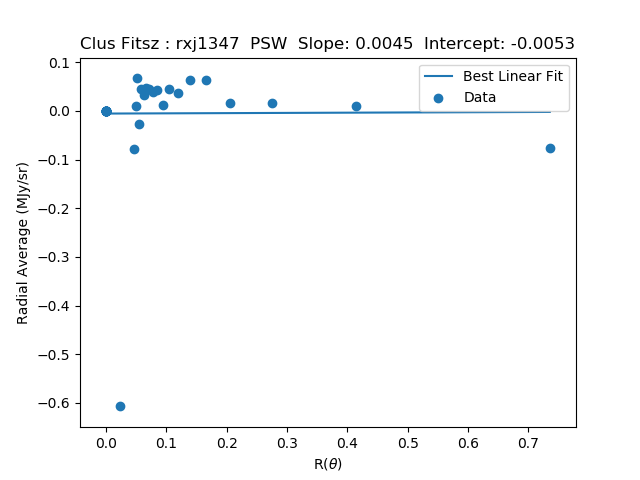 Clus Fitsz : rxj1347  PSW  Slope: 0.0045  Intercept: -0.0053
Best Linear Fit
Data
0.1
0.0
−0.1
−0.2
−0.3
−0.4
−0.5
−0.6
Radial Average (MJy/sr)
0.0 0.1 0.2 0.3 0.4 0.5 0.6 0.7
R(θ)